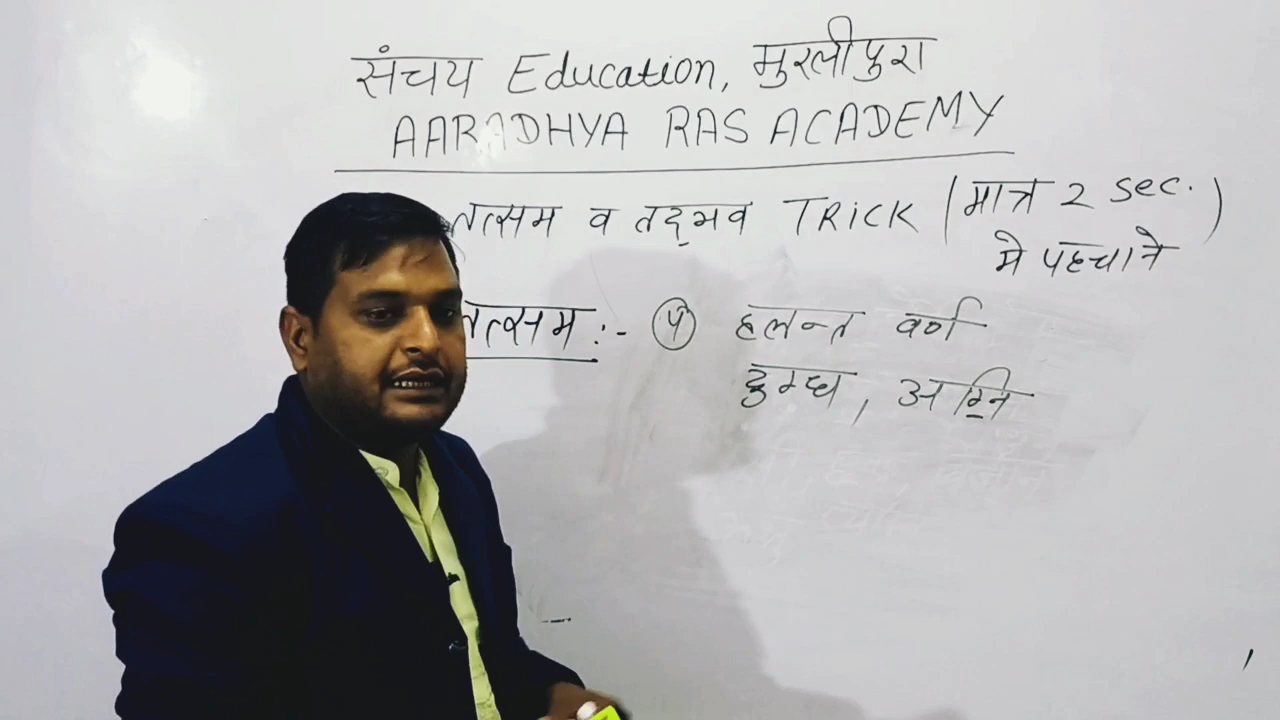 संचय Education, मुरलीपुरा
AARADHYA RAS ACADEMY
तत्सम व तद्भव TRICK (मात्र 2 sec.)
मे पहचाने
तत्सम :- ५ हलन्त वर्ण
दुग्ध, अग्नि